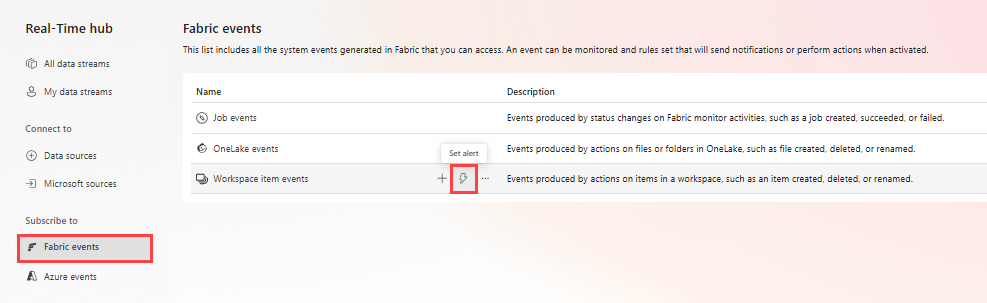 Real-Time hub
All data streams
My data streams
Connect to
Data sources
Microsoft sources
Subscribe to
Fabric events
Azure events
Fabric events
This list includes all the system events generated in Fabric that you can access. An event can be monitored and rules set that will send notifications or perform actions when activated.
Name Description
Job events Events produced by status changes on Fabric monitor activities, such as a job created, succeeded, or failed.
OneLake events Events produced by actions on files or folders in OneLake, such as file created, deleted, or renamed.
Set alert
Workspace item events Events produced by actions on items in a workspace, such as an item created, deleted, or renamed.